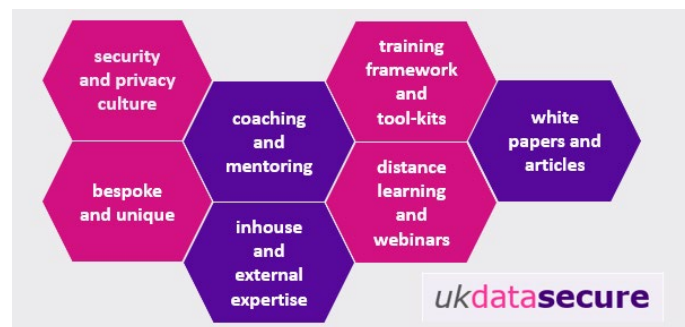 security
and privacy
culture
bespoke
and unique
coaching
and
mentoring
inhouse
and
external
expertise
training
framework
and
tool-kits
distance
learning
and
webinars
white
papers and
articles
ukdatasecure